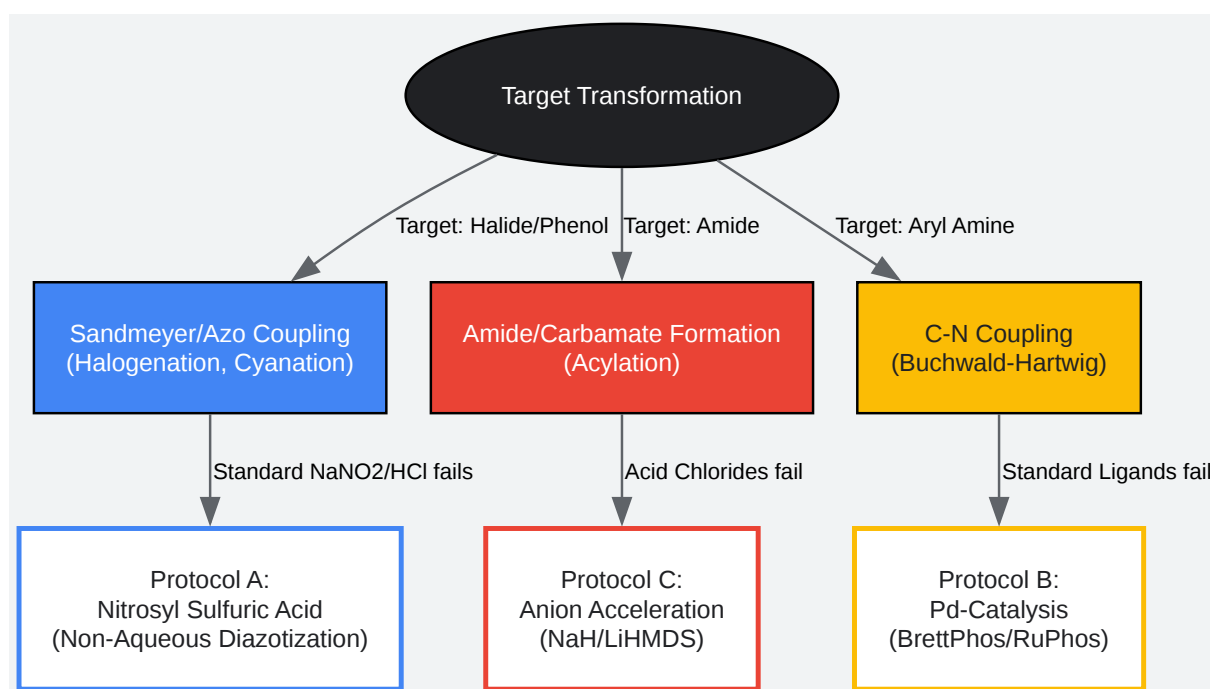 Target Transformation
Target: Halide/Phenol
Target: Amide
Target: Aryl Amine
Sandmeyer/Azo Coupling
(Halogenation, Cyanation)
Amide/Carbamate Formation
(Acylation)
C-N Coupling
(Buchwald-Hartwig)
Standard NaNO2/HCl fails
Acid Chlorides fail
Standard Ligands fail
Protocol A:
Nitrosyl Sulfuric Acid
(Non-Aqueous Diazotization)
Protocol C:
Anion Acceleration
(NaH/LiHMDS)
Protocol B:
Pd-Catalysis
(BrettPhos/RuPhos)